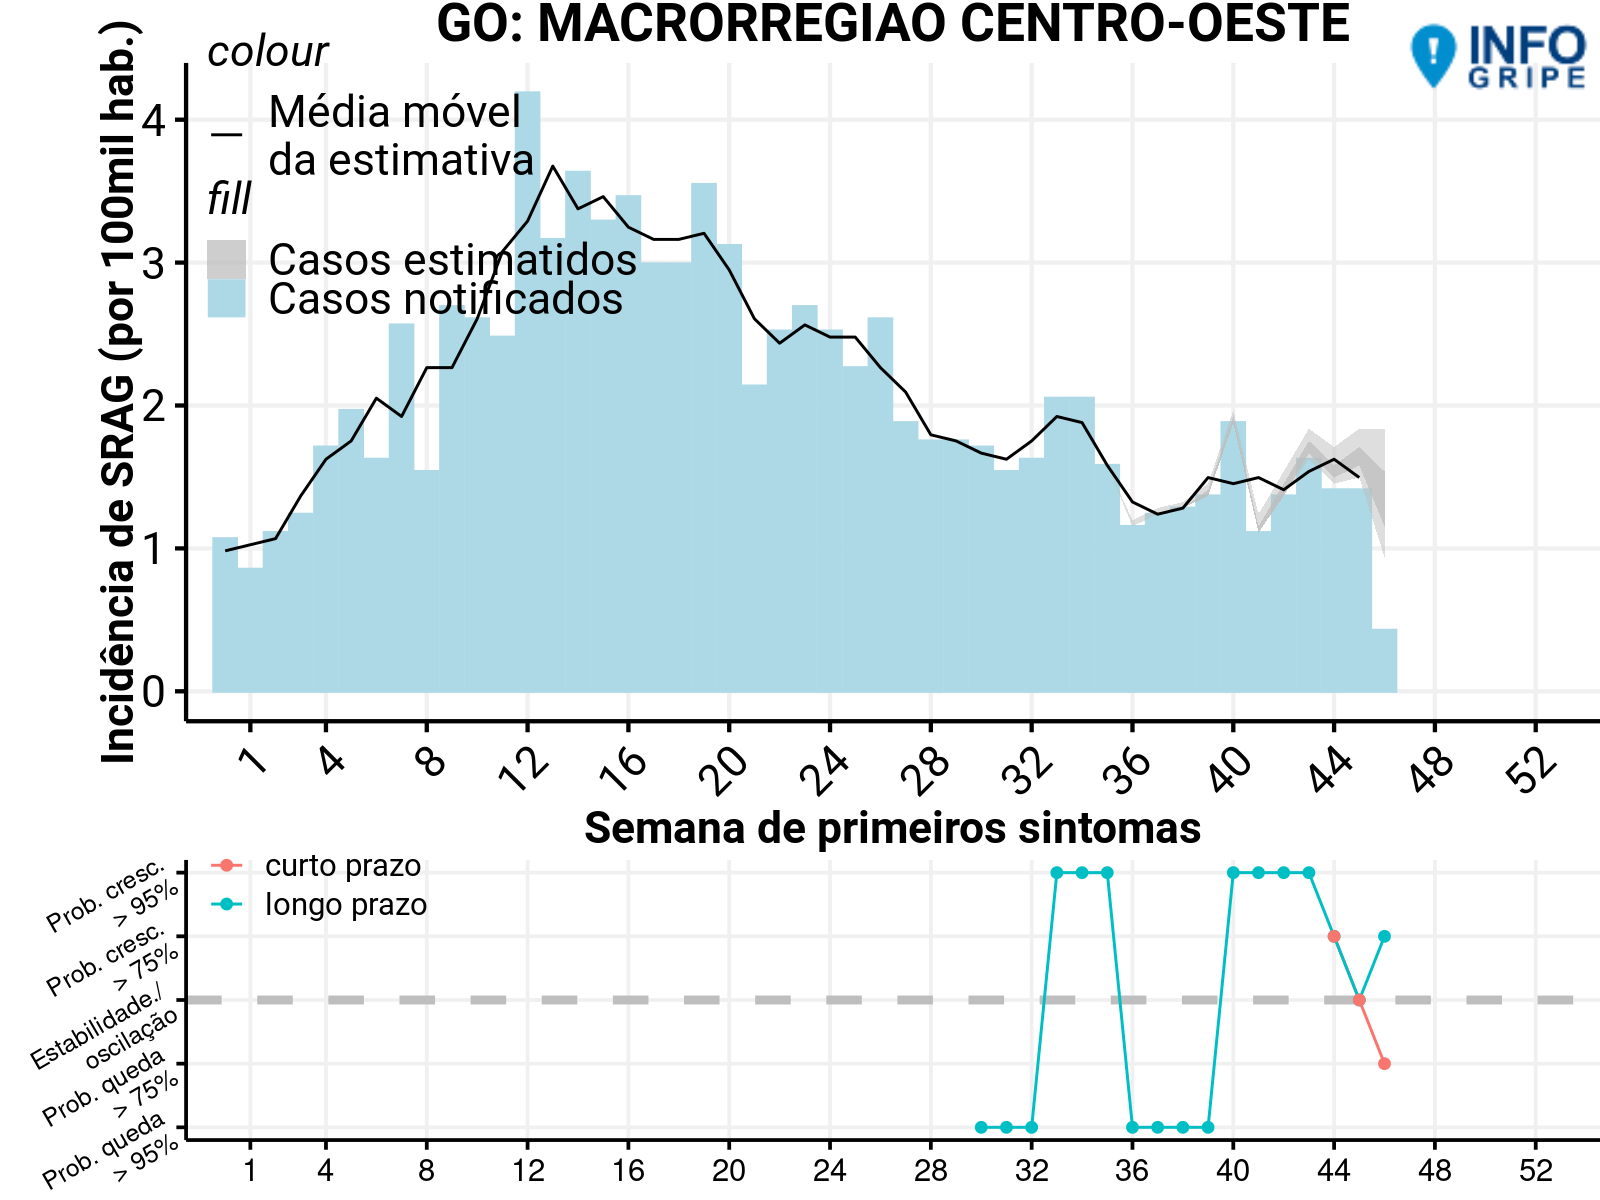 GO: MACRORREGIAO CENTRO-OESTE
INFO
GRIPE
Incidência de SRAG (por 100mil hab.)
colour
Média móvel
da estimativa
fill
Casos estimatidos
Casos notificados
4
3
2
1
0
1 4 8 12 16 20 24 28 32 36 40 44 48 52
Semana de primeiros sintomas
curto prazo
longo prazo
Prob. cresc.
> 95%
Prob. cresc.
> 75%
Estabilidade./
oscilação
Prob. queda
> 75%
Prob. queda
> 95%
1 4 8 12 16 20 24 28 32 36 40 44 48 52